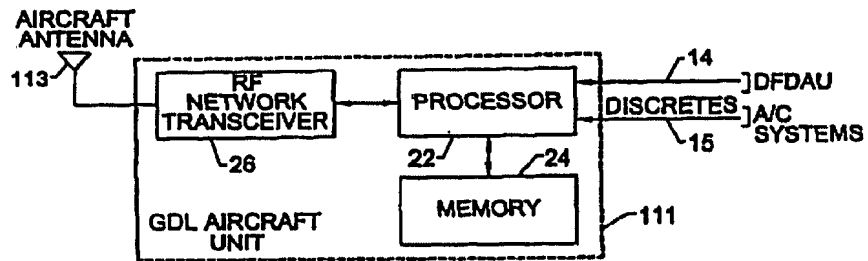 AIRCRAFT
ANTENNA
113
RF
NETWORK
TRANSCEIVER
26
PROCESSOR
22
24
MEMORY
14
DFDAU
DISCRETES
15
A/C
SYSTEMS
GDL AIRCRAFT
UNIT
111